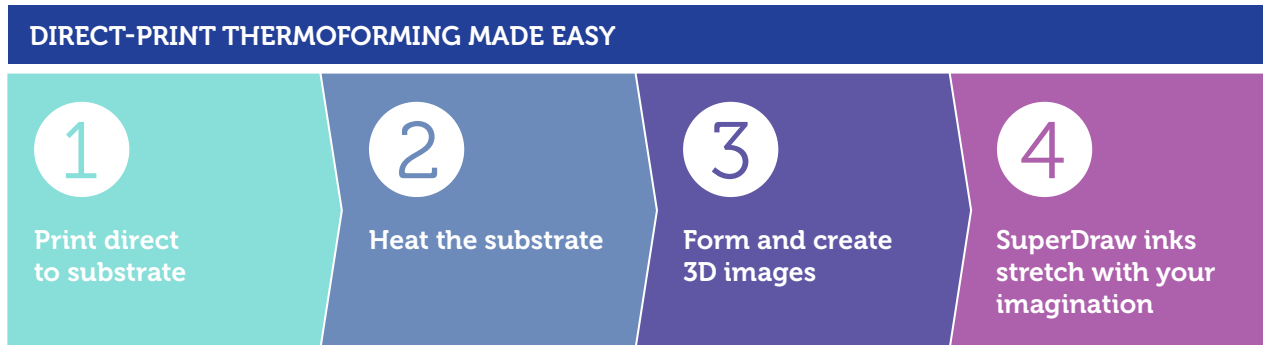 DIRECT-PRINT THERMOFORMING MADE EASY
1
Print direct
to substrate
2
Heat the substrate
3
Form and create
3D images
4
SuperDraw inks
stretch with your
imagination